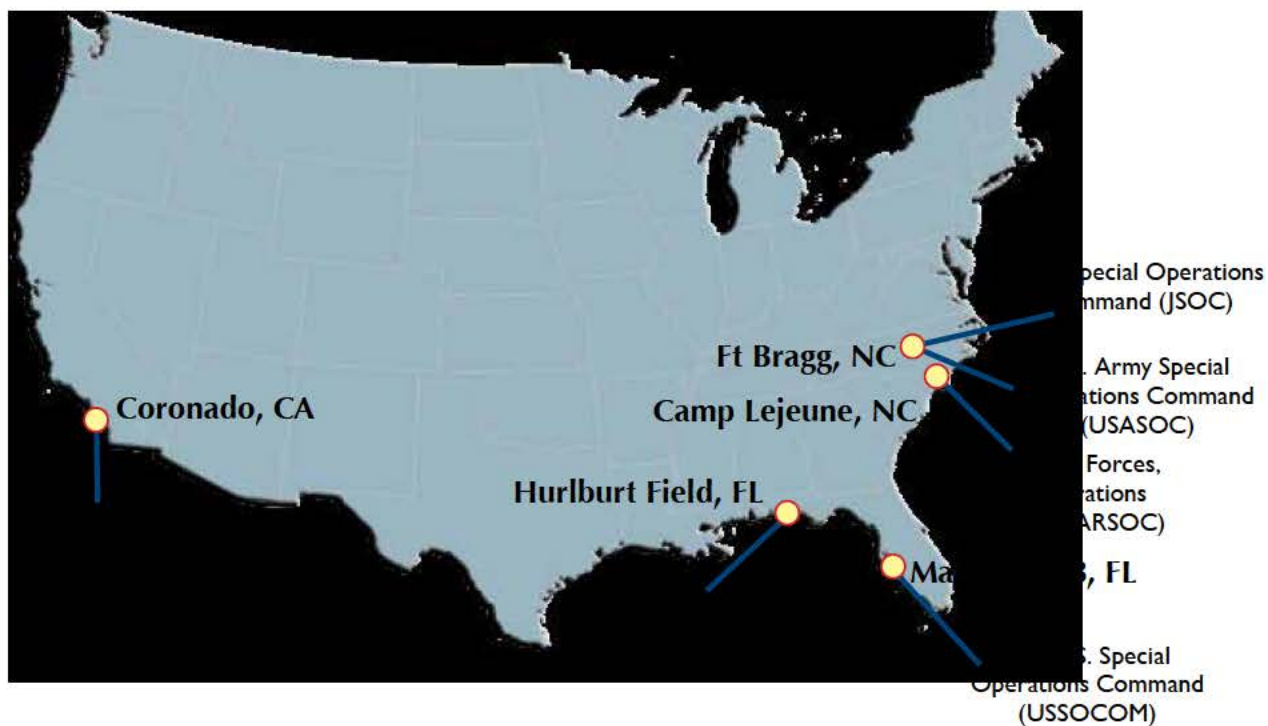 pecial Operations
mmand (JSOC)
Ft Bragg, NC
. Army Special
ations Command
(USASOC)
Coronado, CA
Camp Lejeune, NC
Forces,
rations
ARSOC)
Hurlburt Field, FL
Ma
, FL
S. Special
Operations Command
(USSOCOM)